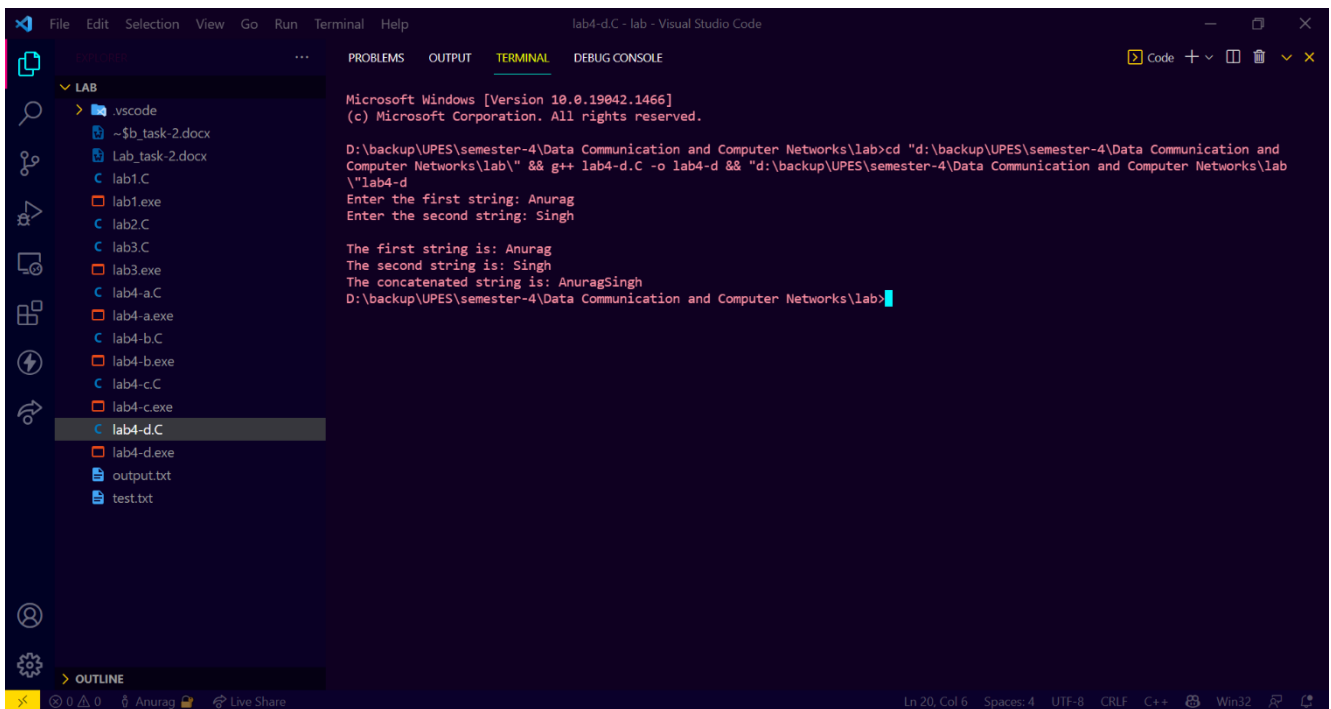 File Edit Selection View Go Run Terminal Help lab4-d.C - lab - Visual Studio Code
EXPLORER ...
PROBLEMS OUTPUT TERMINAL DEBUG CONSOLE Code
LAB
.vscode
~$b_task-2.docx
Lab_task-2.docx
lab1.C
lab1.exe
lab2.C
lab3.C
lab3.exe
lab4-a.C
lab4-a.exe
lab4-b.C
lab4-b.exe
lab4-c.C
lab4-c.exe
lab4-d.C
lab4-d.exe
output.txt
test.txt
OUTLINE
Microsoft Windows [Version 10.0.19042.1466]
(c) Microsoft Corporation. All rights reserved.
D:\backup\UPES\semester-4\Data Communication and Computer Networks\lab>cd "d:\backup\UPES\semester-4\Data Communication and
Computer Networks\lab\" && g++ lab4-d.C -o lab4-d && "d:\backup\UPES\semester-4\Data Communication and Computer Networks\lab
\"lab4-d
Enter the first string: Anurag
Enter the second string: Singh
The first string is: Anurag
The second string is: Singh
The concatenated string is: AnuragSingh
D:\backup\UPES\semester-4\Data Communication and Computer Networks\lab>
0 0 Anurag Live Share Ln 20, Col 6 Spaces: 4 UTF-8 CRLF C++ Win32